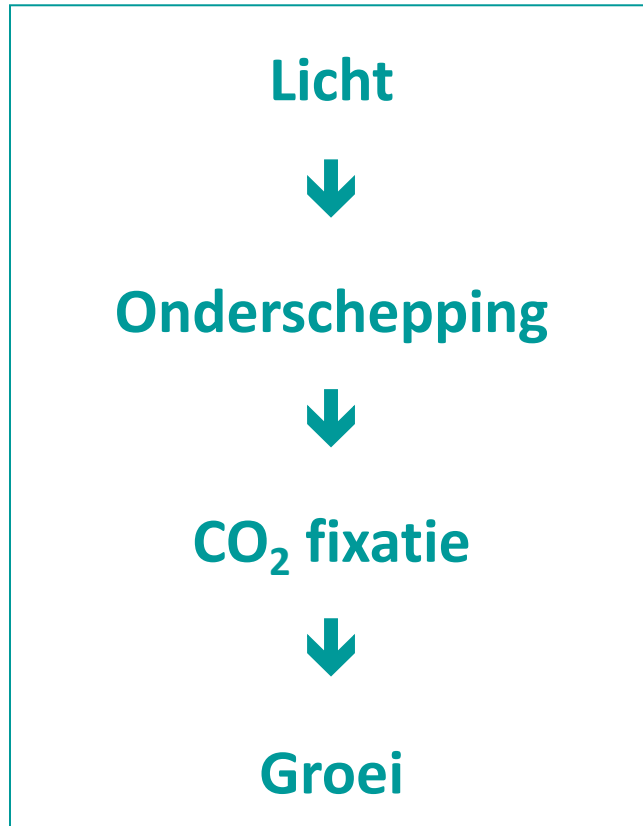 Licht
Onderschepping
CO₂ fixatie
Groei